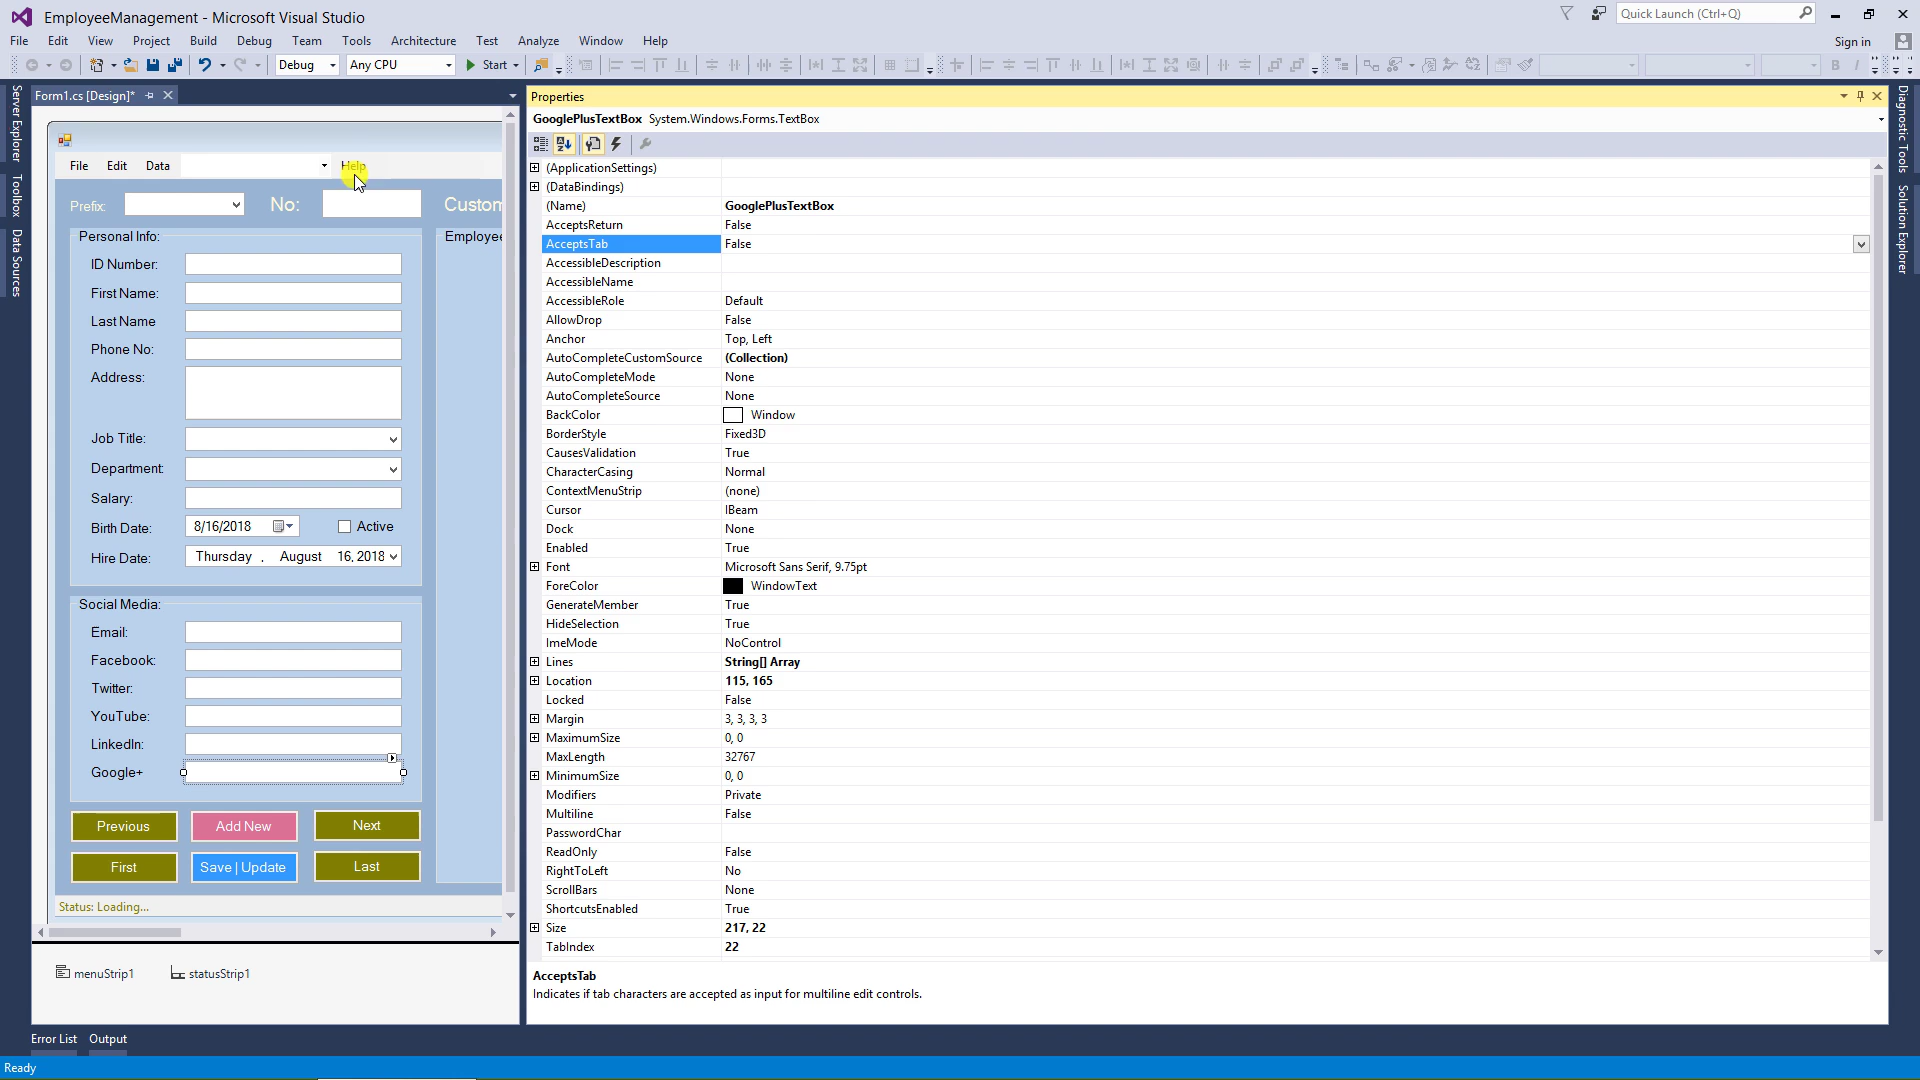 EmployeeManagement - Microsoft Visual Studio
Quick Launch (Ctrl+Q)
File Edit View Project Build Debug Team Tools Architecture Test Analyze Window Help
Sign in
Debug Any CPU Start
B I
Form1.cs [Design]*
Server Explorer
Toolbox
Data Sources
File Edit Data Help
Prefix: No: Custom
Personal Info: Employee
ID Number:
First Name:
Last Name
Phone No:
Address:
Job Title:
Department:
Salary:
Birth Date: 8/16/2018 Active
Hire Date: Thursday , August 16, 2018
Social Media:
Email:
Facebook:
Twitter:
YouTube:
LinkedIn:
Google+
Previous Add New Next
First Save | Update Last
Status: Loading...
menuStrip1 statusStrip1
Properties
GooglePlusTextBox System.Windows.Forms.TextBox
(ApplicationSettings)
(DataBindings)
(Name) GooglePlusTextBox
AcceptsReturn False
AcceptsTab False
AccessibleDescription
AccessibleName
AccessibleRole Default
AllowDrop False
Anchor Top, Left
AutoCompleteCustomSource (Collection)
AutoCompleteMode None
AutoCompleteSource None
BackColor Window
BorderStyle Fixed3D
CausesValidation True
CharacterCasing Normal
ContextMenuStrip (none)
Cursor IBeam
Dock None
Enabled True
Font Microsoft Sans Serif, 9.75pt
ForeColor WindowText
GenerateMember True
HideSelection True
ImeMode NoControl
Lines String[] Array
Location 115, 165
Locked False
Margin 3, 3, 3, 3
MaximumSize 0, 0
MaxLength 32767
MinimumSize 0, 0
Modifiers Private
Multiline False
PasswordChar
ReadOnly False
RightToLeft No
ScrollBars None
ShortcutsEnabled True
Size 217, 22
TabIndex 22
AcceptsTab
Indicates if tab characters are accepted as input for multiline edit controls.
Diagnostic Tools
Solution Explorer
Error List Output
Ready